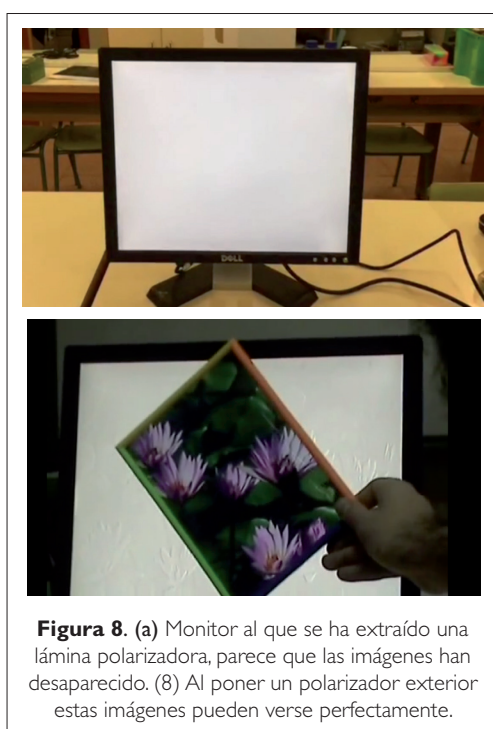 DELL
Figura 8. (a) Monitor al que se ha extraído una
lámina polarizadora, parece que las imágenes han
desaparecido. (8) Al poner un polarizador exterior
estas imágenes pueden verse perfectamente.